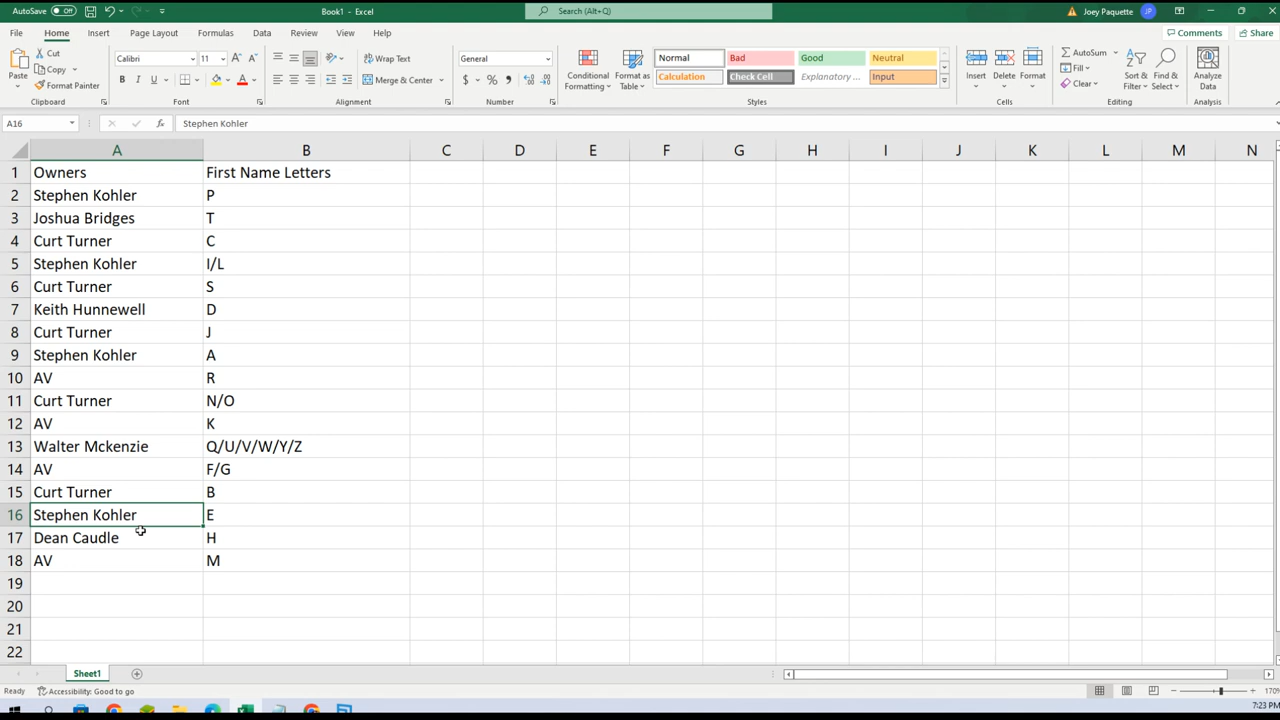 AutoSave Off Book1 - Excel Search (Alt+Q) Joey Paquette JP
File Home Insert Page Layout Formulas Data Review View Help Comments Share
Paste Cut Copy Format Painter Clipboard
Calibri 11 A A B I U A Font
Wrap Text Merge & Center Alignment
General $ % , Number
Conditional Formatting Format as Table Normal Bad Good Neutral Calculation Check Cell Explanatory ... Input Styles
Insert Delete Format Cells
AutoSum Fill Clear Sort & Filter Find & Select Editing
Analyze Data Analysis
A16 fx Stephen Kohler
A B C D E F G H I J K L M N
1 Owners First Name Letters
2 Stephen Kohler P
3 Joshua Bridges T
4 Curt Turner C
5 Stephen Kohler I/L
6 Curt Turner S
7 Keith Hunnewell D
8 Curt Turner J
9 Stephen Kohler A
10 AV R
11 Curt Turner N/O
12 AV K
13 Walter Mckenzie Q/U/V/W/Y/Z
14 AV F/G
15 Curt Turner B
16 Stephen Kohler E
17 Dean Caudle H
18 AV M
19
20
21
22
Sheet1
Ready Accessibility: Good to go 170%
7:23 PM